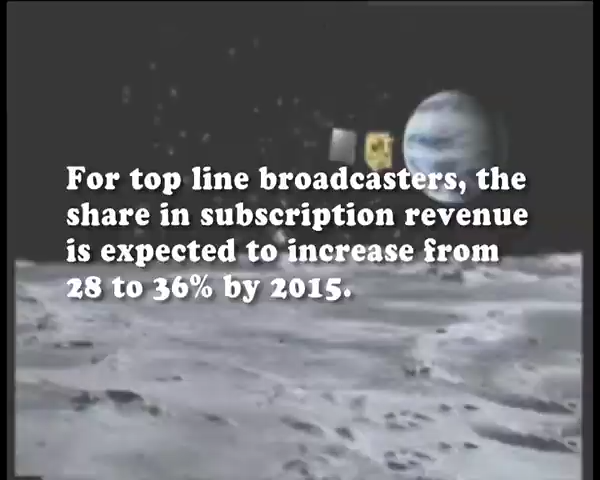 For top line broadcasters, the
share in subscription revenue
is expected to increase from
28 to 36% by 2015.